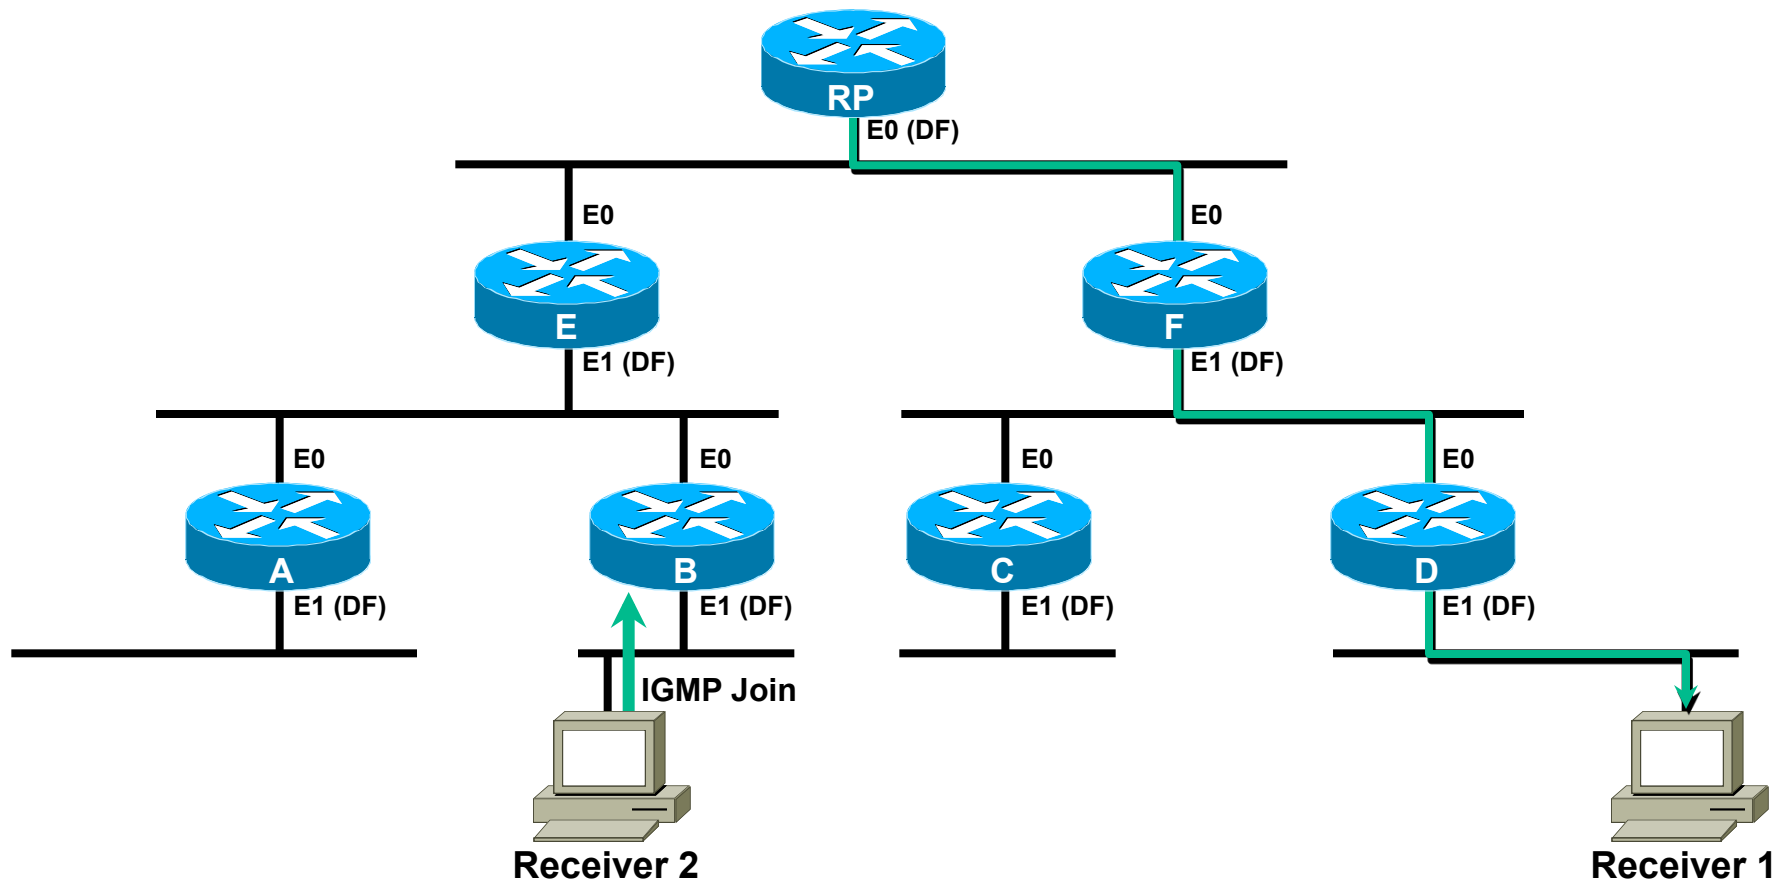 RP
E0 (DF)
E0
E0
E
F
E1 (DF)
E1 (DF)
E0
E0
E0
E0
A
B
C
D
E1 (DF)
E1 (DF)
E1 (DF)
E1 (DF)
IGMP Join
Receiver 2
Receiver 1